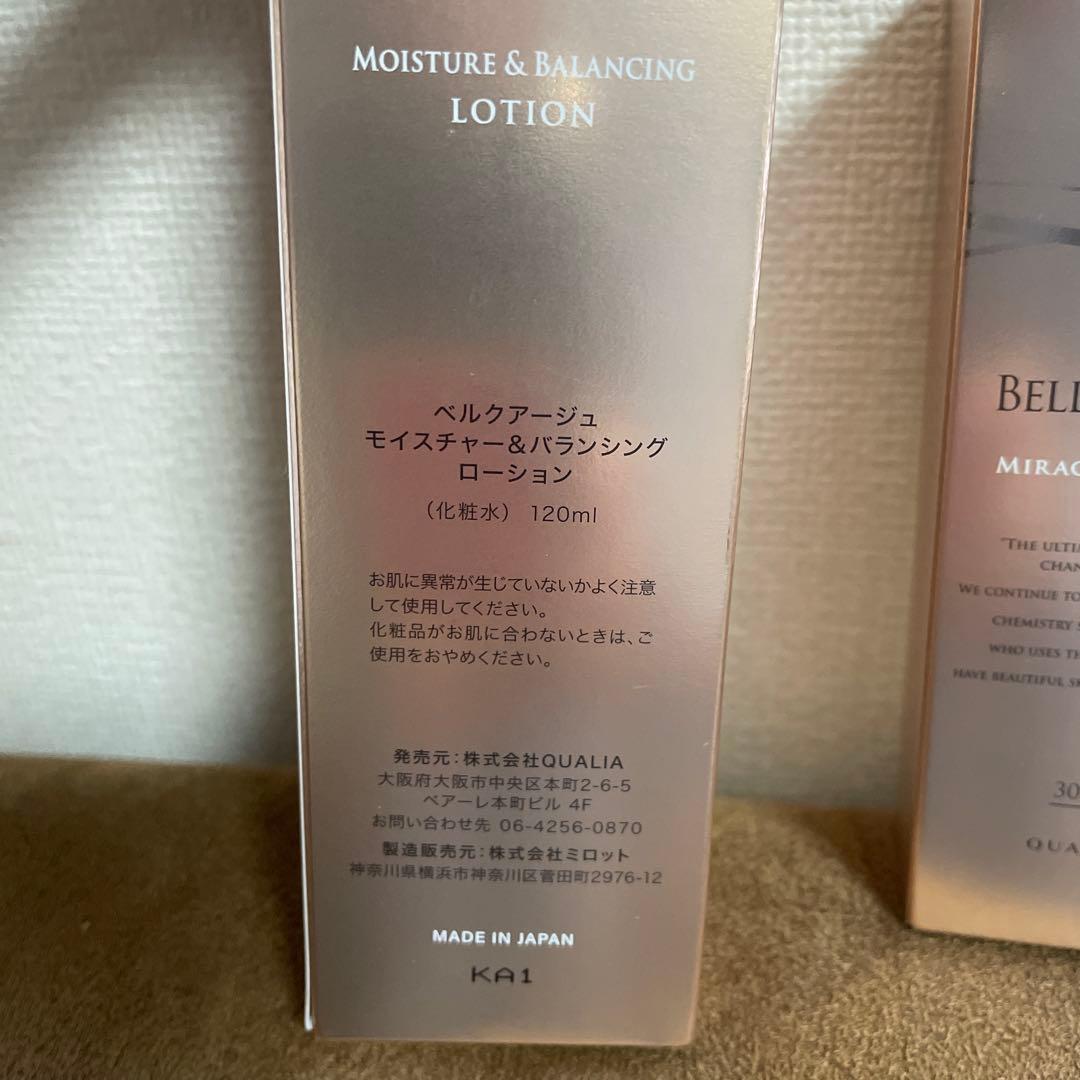 MOISTURE & BALANCING
LOTION
ベルクアージュ
モイスチャー&バランシング
ローション
(化粧水) 120ml
お肌に異常が生じていないかよく注意
して使用してください。
化粧品がお肌に合わないときは、ご
使用をおやめください。
発売元:株式会社QUALIA
大阪府大阪市中央区本町2-6-5
ベアーレ本町ビル 4F
お問い合わせ先 06-4256-0870
製造販売元:株式会社ミロット
神奈川県横浜市神奈川区菅田町2976-12
MADE IN JAPAN
KA1
BELL
MIRAC
"THE ULTI
CHAN
WE CONTINUE TO
CHEMISTRY
WHO USES TH
HAVE BEAUTIFUL
30
QUA